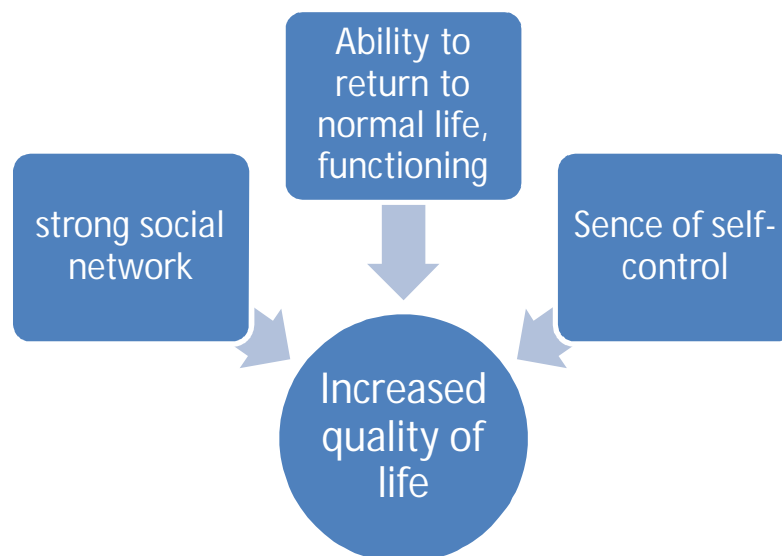 Ability to
return to
normal life,
functioning
strong social
network
Sence of self-
control
Increased
quality of
life